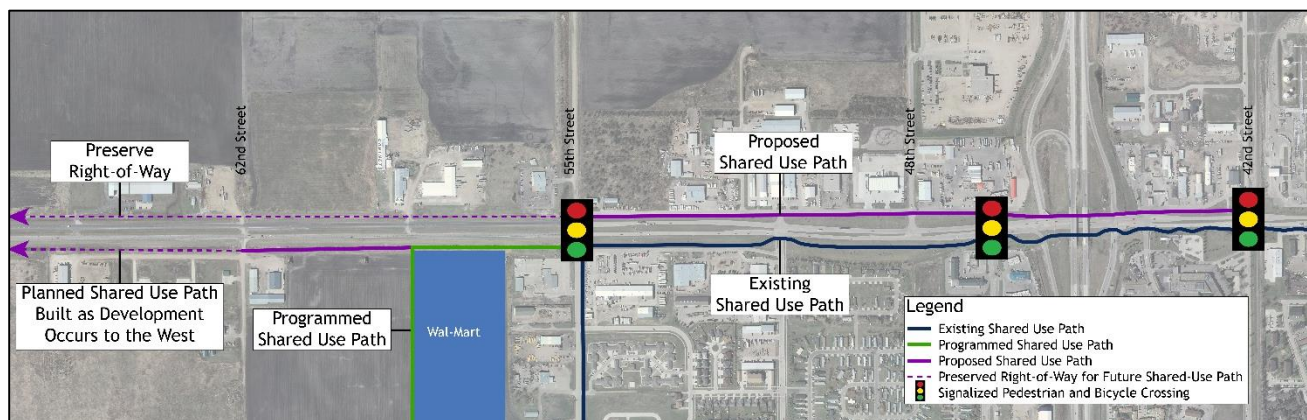 62nd Street
55th Street
48th Street
42nd Street
Preserve
Right-of-Way
Proposed
Shared Use Path
Planned Shared Use Path
Built as Development
Occurs to the West
Programmed
Shared Use Path
Wal-Mart
Existing
Shared Use Path
Legend
Existing Shared Use Path
Programmed Shared Use Path
Proposed Shared Use Path
Preserved Right-of-Way for Future Shared-Use Path
Signalized Pedestrian and Bicycle Crossing